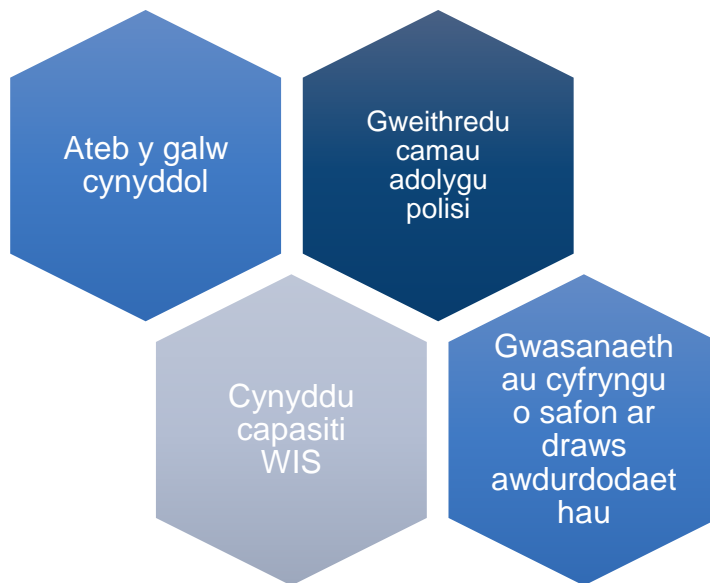 Ateb y galw
cynyddol
Gweithredu
camau
adolygu
polisi
Cynyddu
capasiti
WIS
Gwasanaeth
au cyfryngu
o safon ar
draws
awdurdodaet
hau